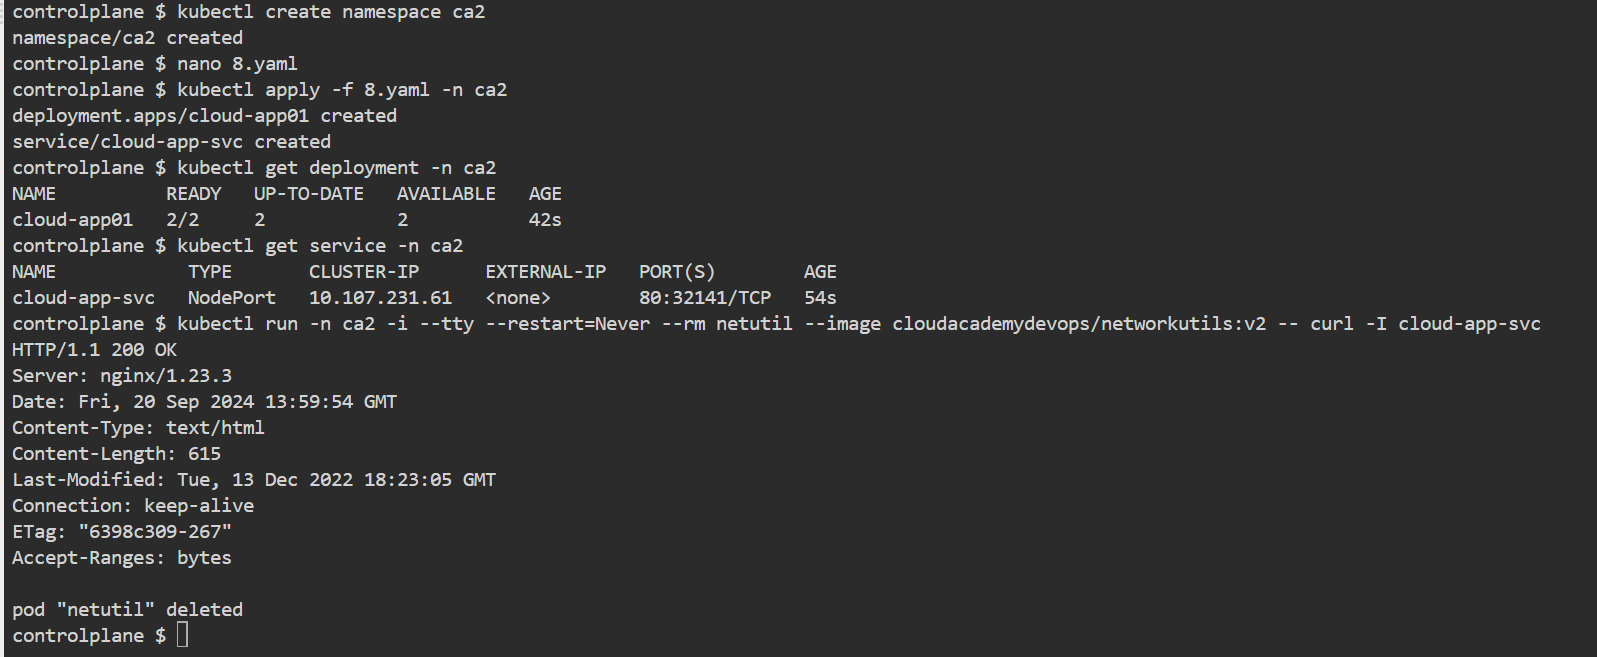 controlplane $ kubectl create namespace ca2
namespace/ca2 created
controlplane $ nano 8.yaml
controlplane $ kubectl apply -f 8.yaml -n ca2
deployment.apps/cloud-app01 created
service/cloud-app-svc created
controlplane $ kubectl get deployment -n ca2
NAME          READY   UP-TO-DATE   AVAILABLE   AGE
cloud-app01   2/2     2            2           42s
controlplane $ kubectl get service -n ca2
NAME            TYPE       CLUSTER-IP      EXTERNAL-IP   PORT(S)        AGE
cloud-app-svc   NodePort   10.107.231.61   <none>        80:32141/TCP   54s
controlplane $ kubectl run -n ca2 -i --tty --restart=Never --rm netutil --image cloudacademydevops/networkutils:v2 -- curl -I cloud-app-svc
HTTP/1.1 200 OK
Server: nginx/1.23.3
Date: Fri, 20 Sep 2024 13:59:54 GMT
Content-Type: text/html
Content-Length: 615
Last-Modified: Tue, 13 Dec 2022 18:23:05 GMT
Connection: keep-alive
ETag: "6398c309-267"
Accept-Ranges: bytes

pod "netutil" deleted
controlplane $